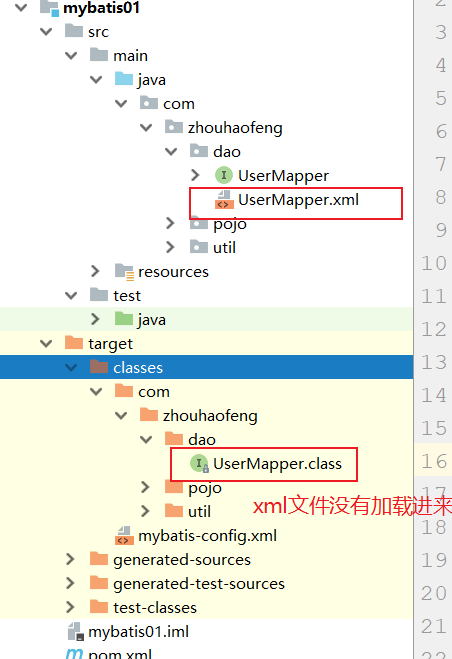 mybatis01
src
main
java
com
zhouhaofeng
dao
UserMapper
UserMapper.xml
pojo
util
resources
test
java
target
classes
com
zhouhaofeng
dao
UserMapper.class
pojo
util
xml文件没有加载进来
mybatis-config.xml
generated-sources
generated-test-sources
test-classes
mybatis01.iml
pom.xml
3
4
5
6
7
8
9
10
11
12
13
14
15
16
17
18
19
20
21